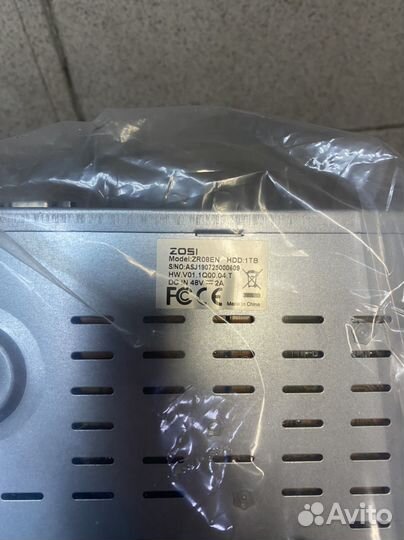 ZOSI
Model:ZR08EN HDD:1TB
S/NO:ASJ190725000609
HW.V01.1Q00.04.T
DC IN 48V ⎓ 2A
FC CE
Made in China
Avito